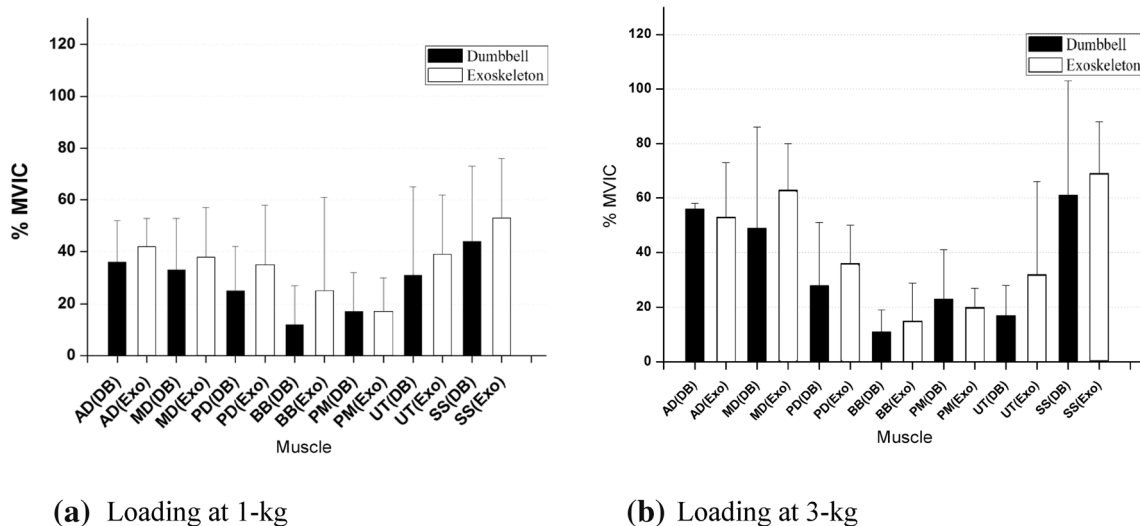 120
100
80
60
40
20
0
% MVIC
Dumbbell
Exoskeleton
AD(DB)
AD(Exo)
MD(DB)
MD(Exo)
PD(DB)
PD(Exo)
BB(DB)
BB(Exo)
PM(DB)
PM(Exo)
UT(DB)
UT(Exo)
SS(DB)
SS(Exo)
Muscle
(a) Loading at 1-kg
120
100
80
60
40
20
0
% MVIC
Dumbbell
Exoskeleton
AD(DB)
AD(Exo)
MD(DB)
MD(Exo)
PD(DB)
PD(Exo)
BB(DB)
BB(Exo)
PM(DB)
PM(Exo)
UT(DB)
UT(Exo)
SS(DB)
SS(Exo)
Muscle
(b) Loading at 3-kg